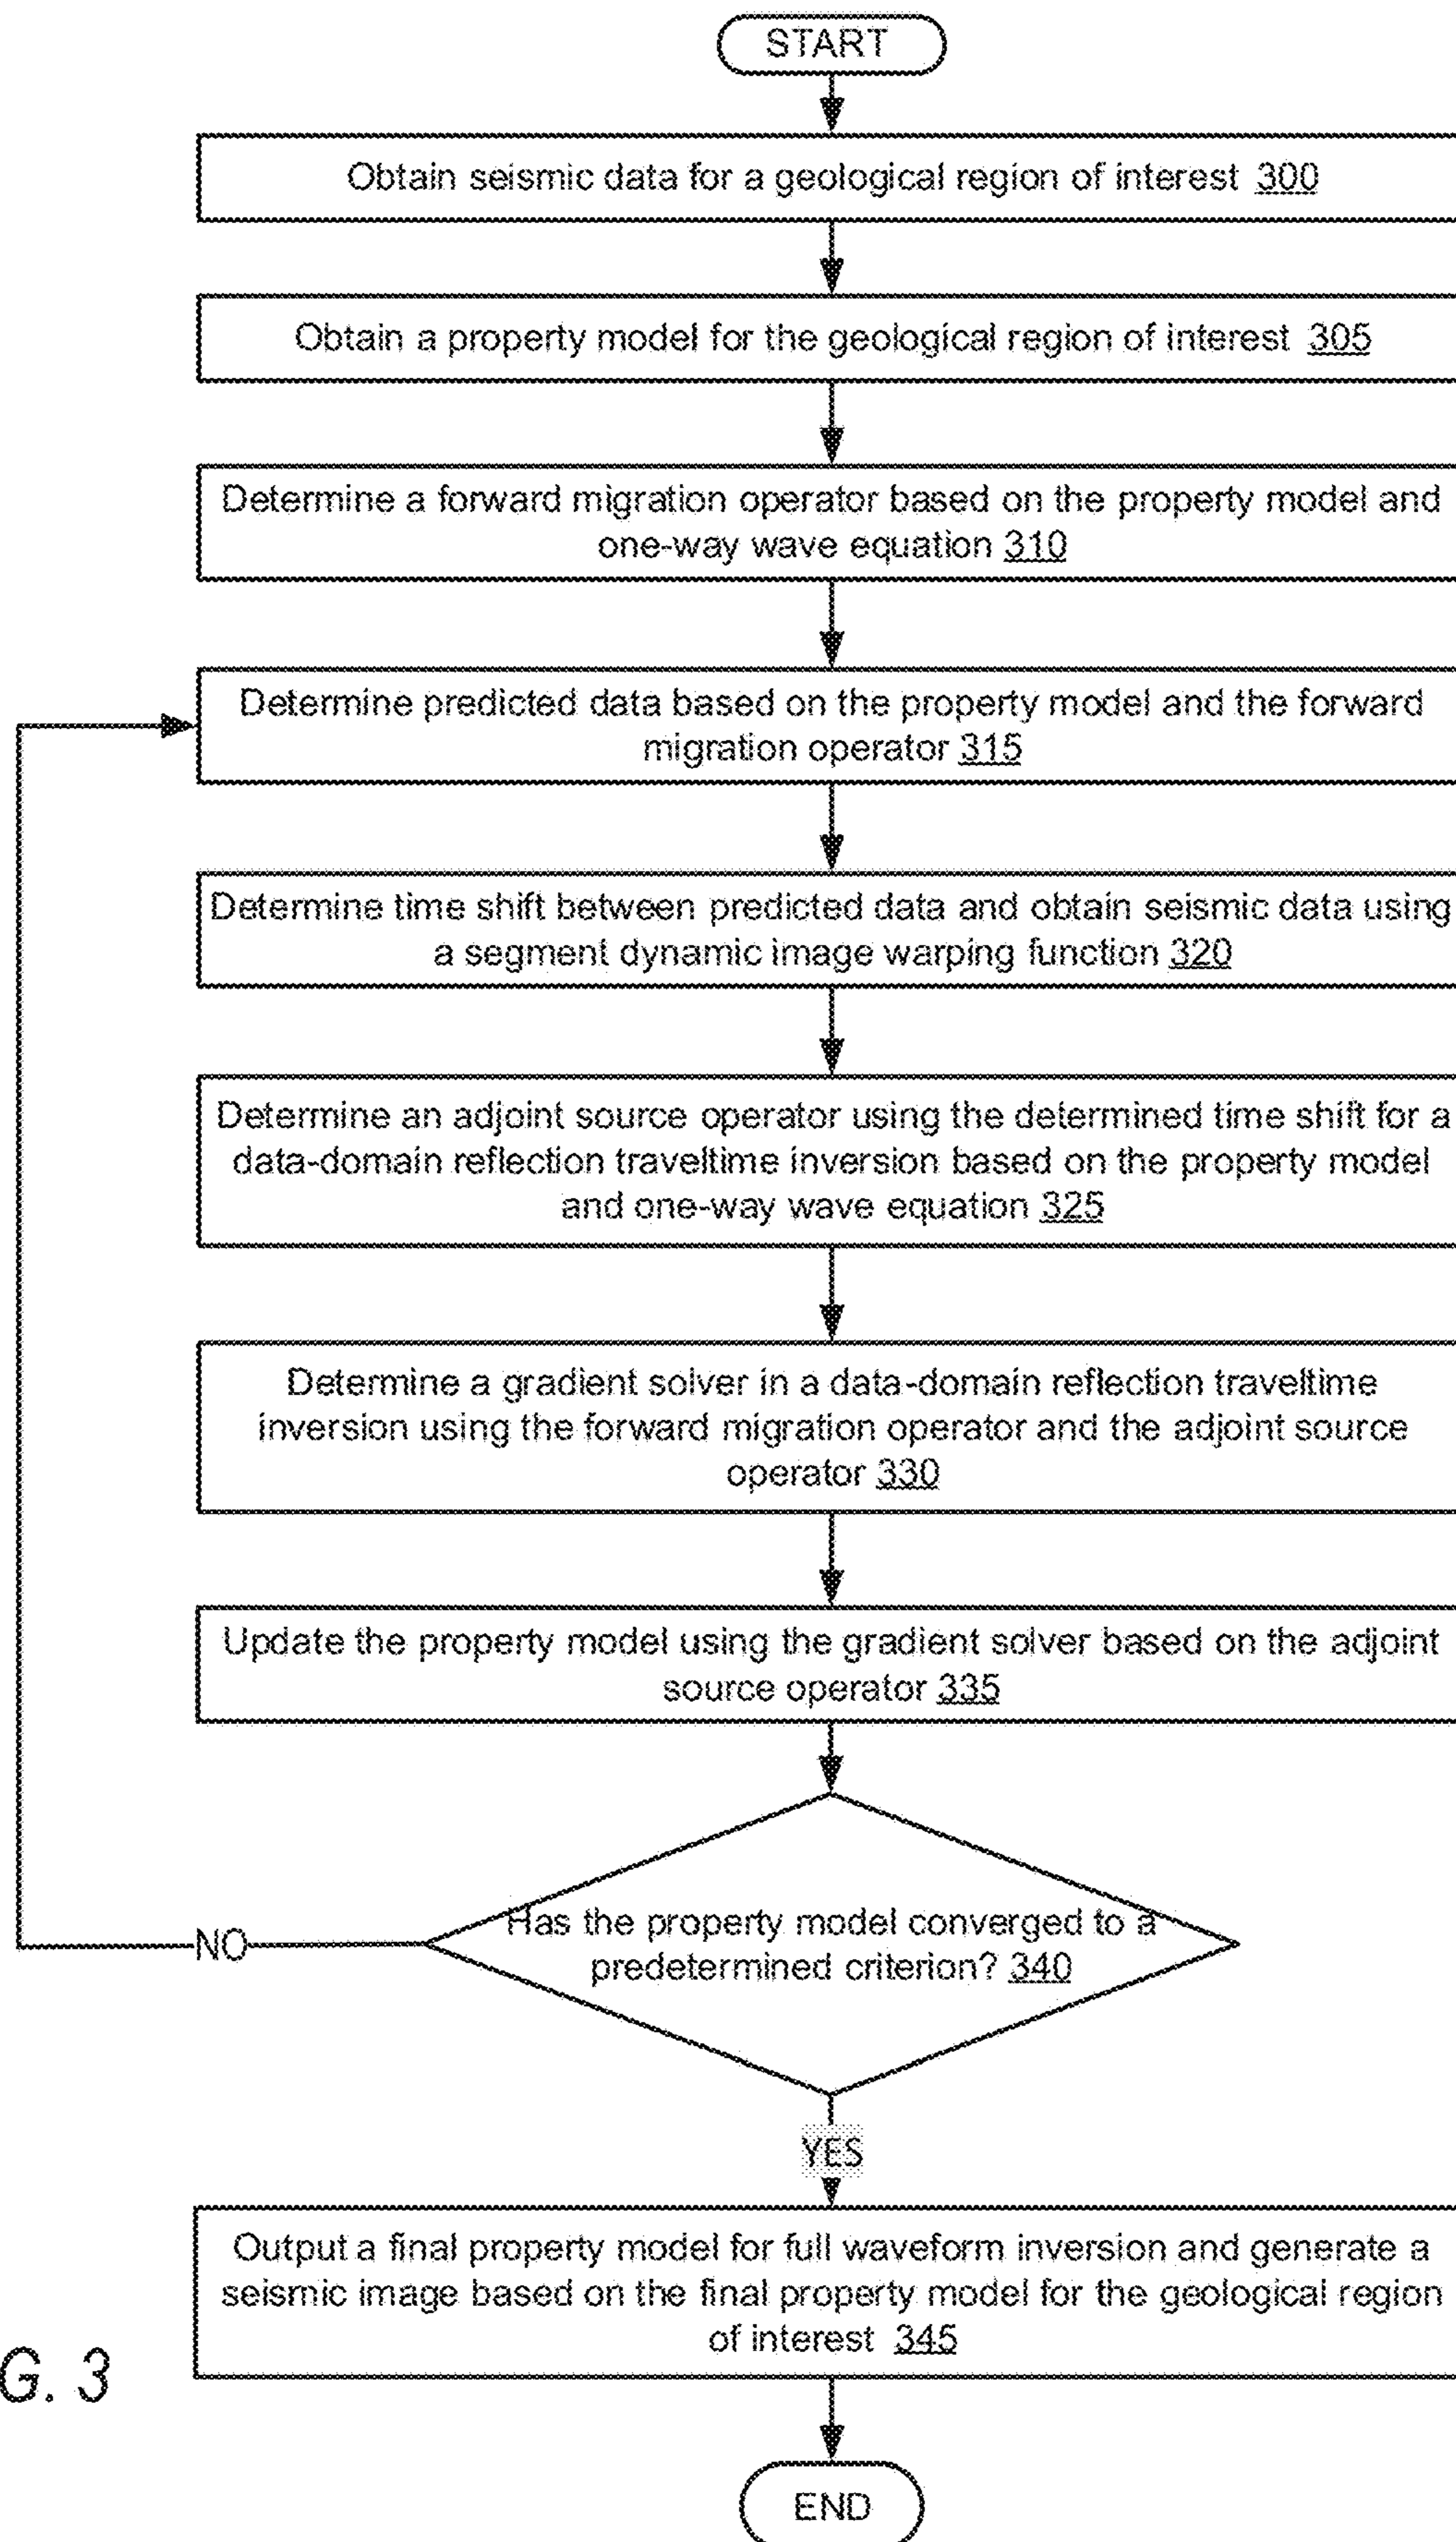 START
Obtain seismic data for a geological region of interest 300
Obtain a property model for the geological region of interest 305
Determine a forward migration operator based on the property model and
one-way wave equation 310
Determine predicted data based on the property model and the forward
migration operator 315
Determine time shift between predicted data and obtain seismic data using
a segment dynamic image warping function 320
Determine an adjoint source operator using the determined time shift for a
data-domain reflection traveltime inversion based on the property model
and one-way wave equation 325
Determine a gradient solver in a data-domain reflection traveltime
inversion using the forward migration operator and the adjoint source
operator 330
Update the property model using the gradient solver based on the adjoint
source operator 335
Has the property model converged to a
predetermined criterion? 340
NO
YES
Output a final property model for full waveform inversion and generate a
seismic image based on the final property model for the geological region
of interest 345
G. 3
END